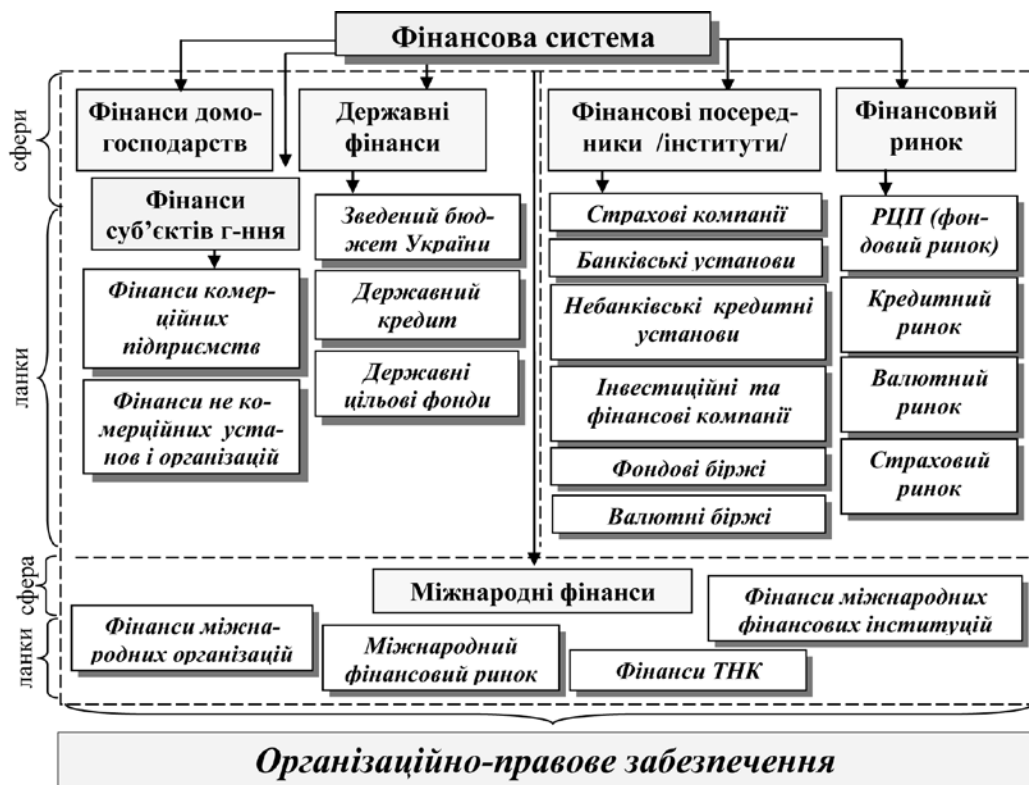 Фінансова система
сфери
Фінанси домо-
господарств
Державні
фінанси
Фінансові посеред-
ники /інститути/
Фінансовий
ринок
Фінанси
суб’єктів г-ння
ланки
Фінанси комер-
ційних
підприємств
Фінанси не ко-
мерційних уста-
нов і організацій
Зведений бю-
джет України
Державний
кредит
Державні
цільові фонди
Страхові компанії
Банківські установи
Небанківські кредитні
установи
Інвестиційні та
фінансові компанії
Фондові біржі
Валютні біржі
РЦП (фон-
довий ринок)
Кредитний
ринок
Валютний
ринок
Страховий
ринок
сфера
Міжнародні фінанси
ланки
Фінанси міжна-
родних організацій
Міжнародний
фінансовий ринок
Фінанси ТНК
Фінанси міжнародних
фінансових інституцій
Організаційно-правове забезпечення